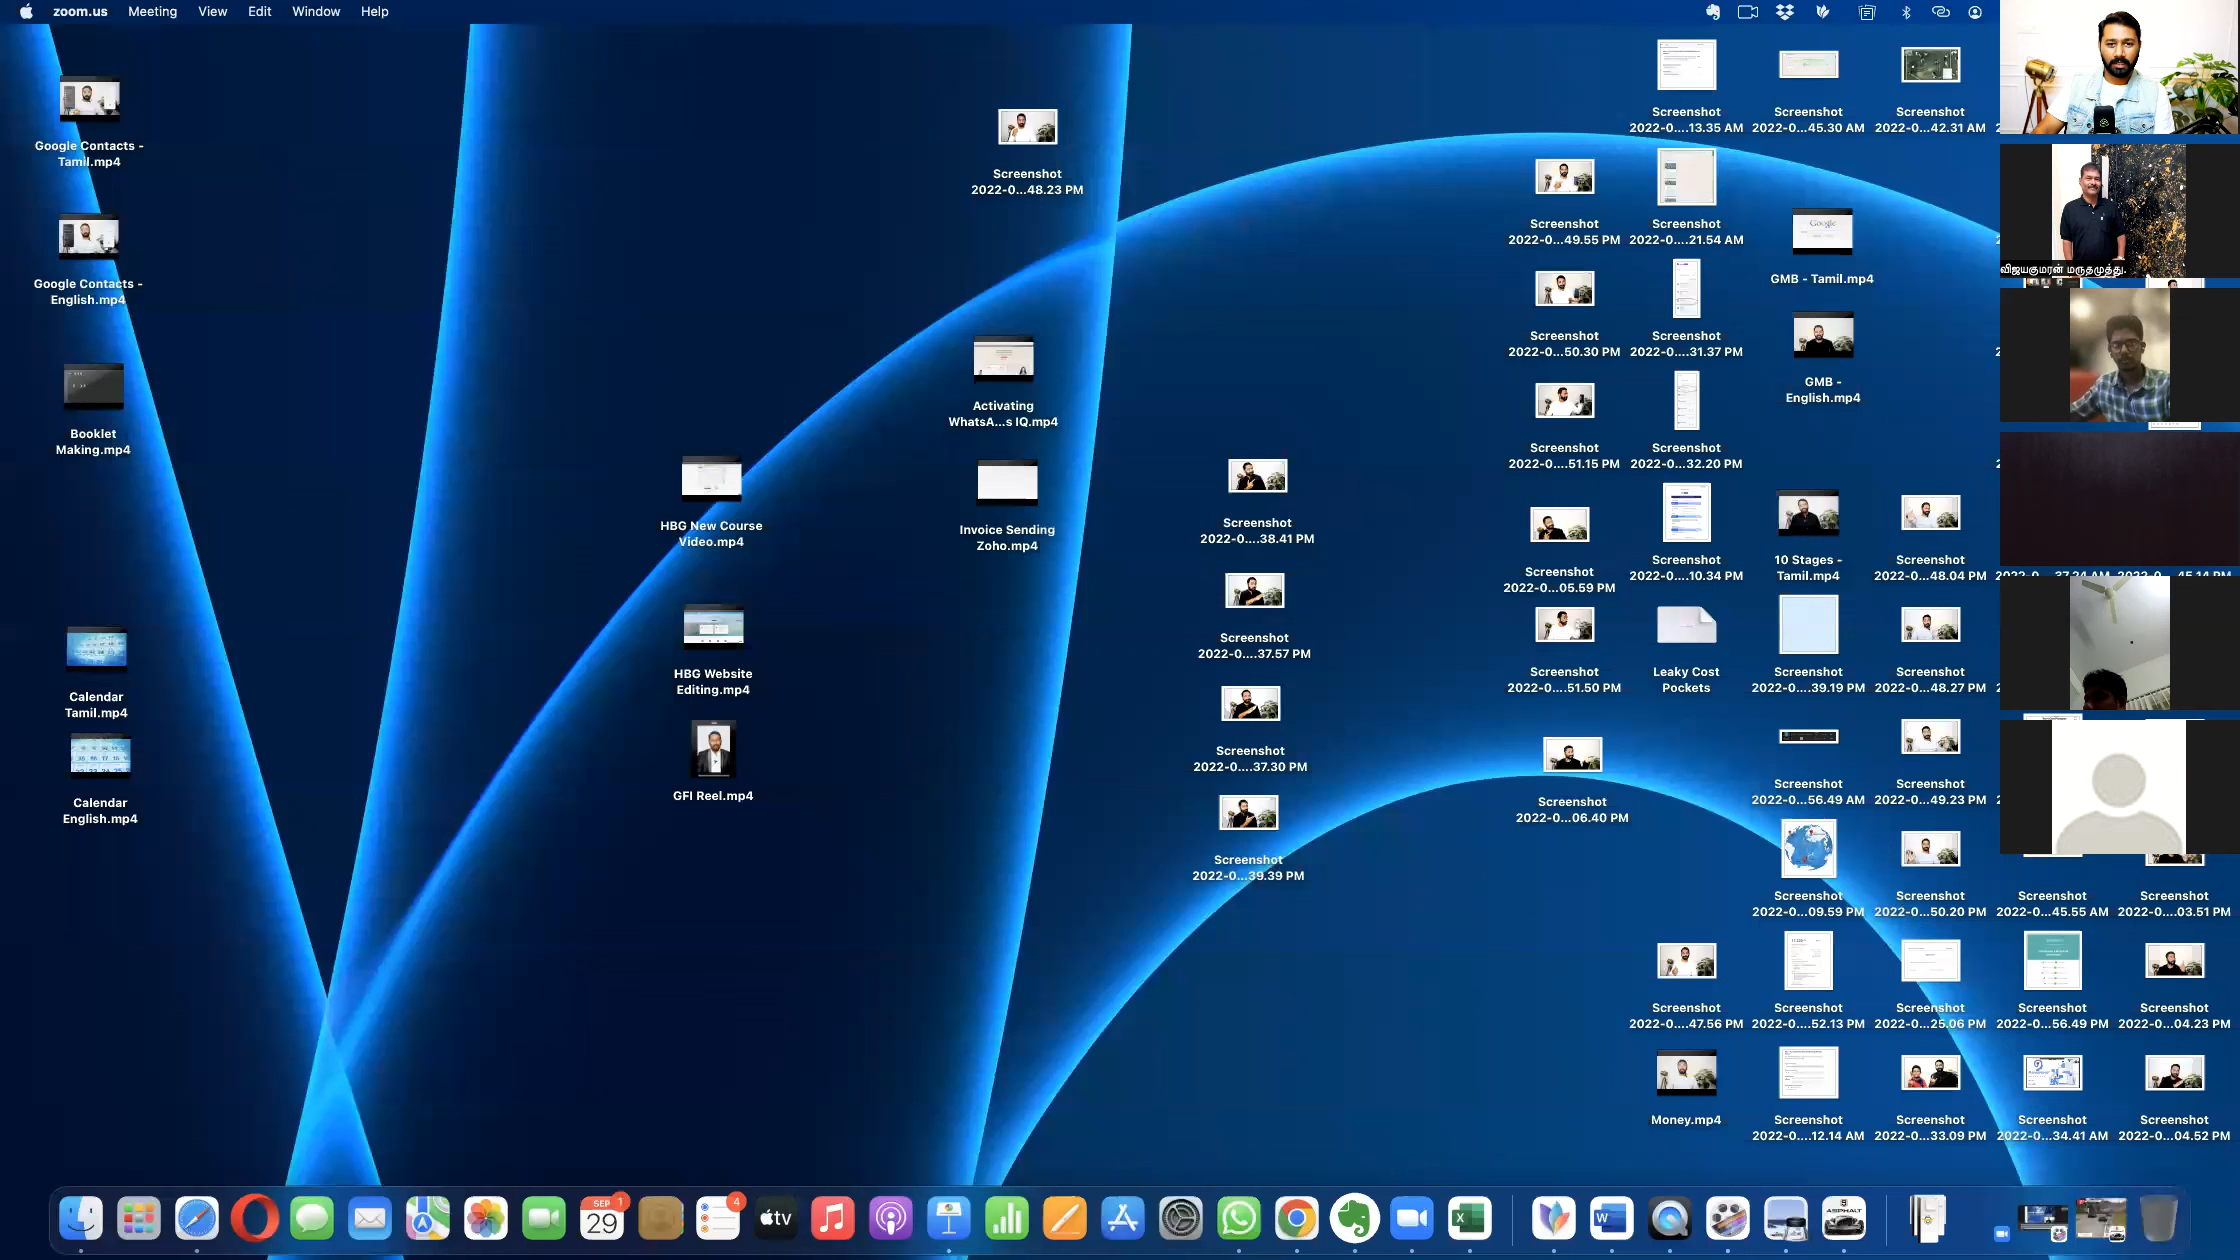 zoom.us Meeting View Edit Window Help
Google Contacts -
Tamil.mp4
Google Contacts -
English.mp4
Booklet
Making.mp4
Calendar
Tamil.mp4
Calendar
English.mp4
HBG New Course
Video.mp4
HBG Website
Editing.mp4
GFI Reel.mp4
Screenshot
2022-0...48.23 PM
Activating
WhatsA...s IQ.mp4
Invoice Sending
Zoho.mp4
Screenshot
2022-0....38.41 PM
Screenshot
2022-0....37.57 PM
Screenshot
2022-0....37.30 PM
Screenshot
2022-0...39.39 PM
Screenshot
2022-0...49.55 PM
Screenshot
2022-0...50.30 PM
Screenshot
2022-0....51.15 PM
Screenshot
2022-0...05.59 PM
Screenshot
2022-0....51.50 PM
Screenshot
2022-0...06.40 PM
Screenshot
2022-0....13.35 AM
Screenshot
2022-0....21.54 AM
Screenshot
2022-0....31.37 PM
Screenshot
2022-0...32.20 PM
Screenshot
2022-0....10.34 PM
Leaky Cost
Pockets
Screenshot
2022-0....47.56 PM
Money.mp4
Screenshot
2022-0...45.30 AM
Google
GMB - Tamil.mp4
GMB -
English.mp4
10 Stages -
Tamil.mp4
Screenshot
2022-0....39.19 PM
Screenshot
2022-0...56.49 AM
Screenshot
2022-0...09.59 PM
Screenshot
2022-0....52.13 PM
Screenshot
2022-0....12.14 AM
Screenshot
2022-0...42.31 AM
Screenshot
2022-0...48.04 PM
Screenshot
2022-0...48.27 PM
Screenshot
2022-0...49.23 PM
Screenshot
2022-0...50.20 PM
Screenshot
2022-0...25.06 PM
Screenshot
2022-0...33.09 PM
விஜயகுமரன் மருதமுத்து.
Screenshot
2022-0...45.55 AM
Screenshot
2022-0....03.51 PM
Screenshot
2022-0...56.49 PM
Screenshot
2022-0...04.23 PM
Screenshot
2022-0...34.41 AM
Screenshot
2022-0...04.52 PM
SEP
29
1
4
tv
W
X
ASPHALT